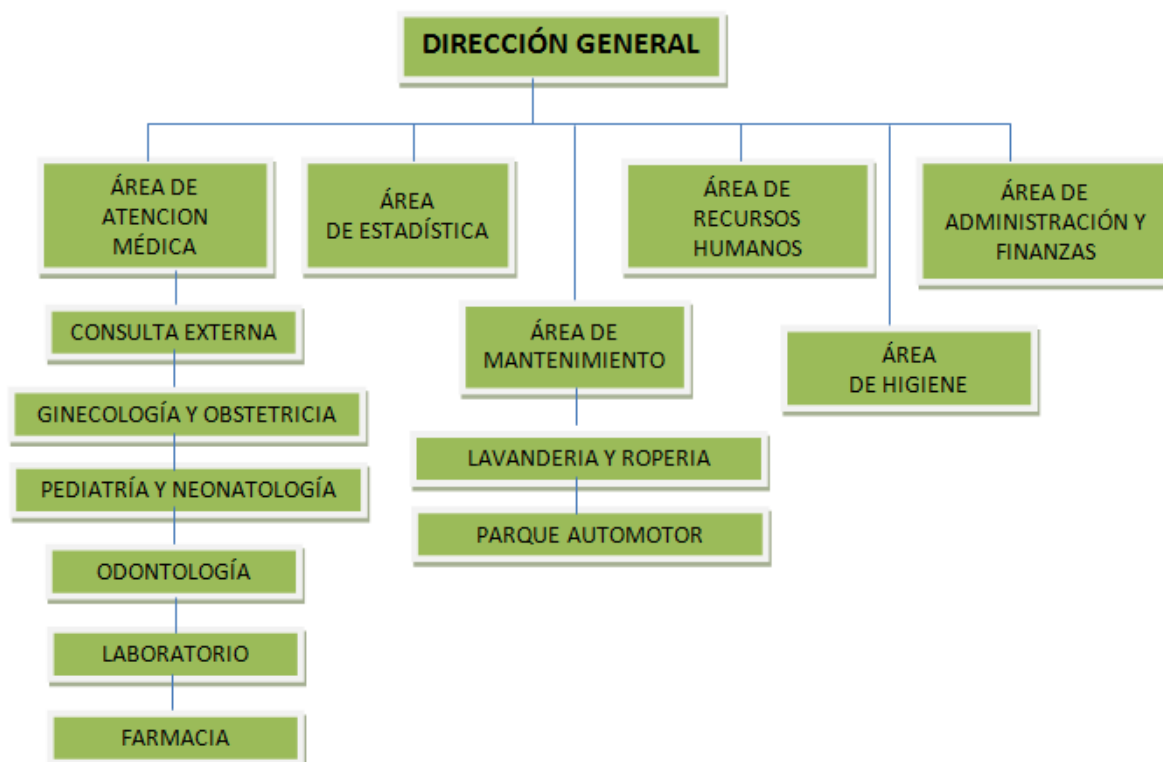 DIRECCIÓN GENERAL
ÁREA DE
ATENCION
MÉDICA
ÁREA
DE ESTADÍSTICA
ÁREA DE
RECURSOS
HUMANOS
ÁREA DE
ADMINISTRACIÓN Y
FINANZAS
CONSULTA EXTERNA
ÁREA DE
MANTENIMIENTO
ÁREA
DE HIGIENE
GINECOLOGÍA Y OBSTETRICIA
LAVANDERIA Y ROPERIA
PEDIATRÍA Y NEONATOLOGÍA
PARQUE AUTOMOTOR
ODONTOLOGÍA
LABORATORIO
FARMACIA